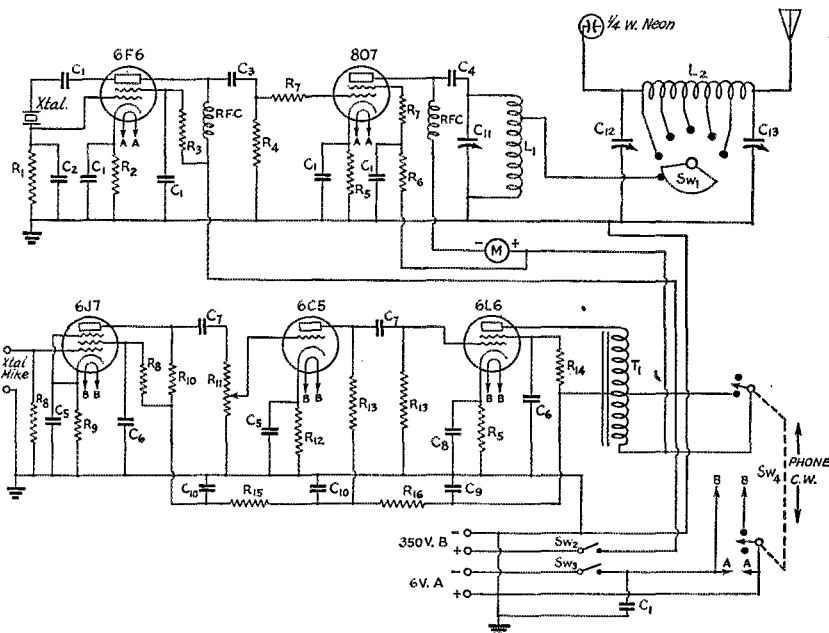 6F6
807
¼ W. Neon
C1
C3
C4
L2
Xtal.
R7
RFC
R7
RFC
C11
L1
C12
C13
A A
R3
R4
A A
Sw1
R1
C2
C1
R2
C1
C1
R5
C1
R6
- M +
6J7
6C5
6L6
C7
C7
Xtal
Mike
R8
R10
R11
R14
T1
B B
B B
B B
R8
C5
R9
C6
C5
R12
R13
R13
C8
R5
C6
C10
R15
C10
R16
C9
Sw4
PHONE
C.W.
B B
350V. B
-
+
Sw2
6V. A
-
+
Sw3
A A
C1